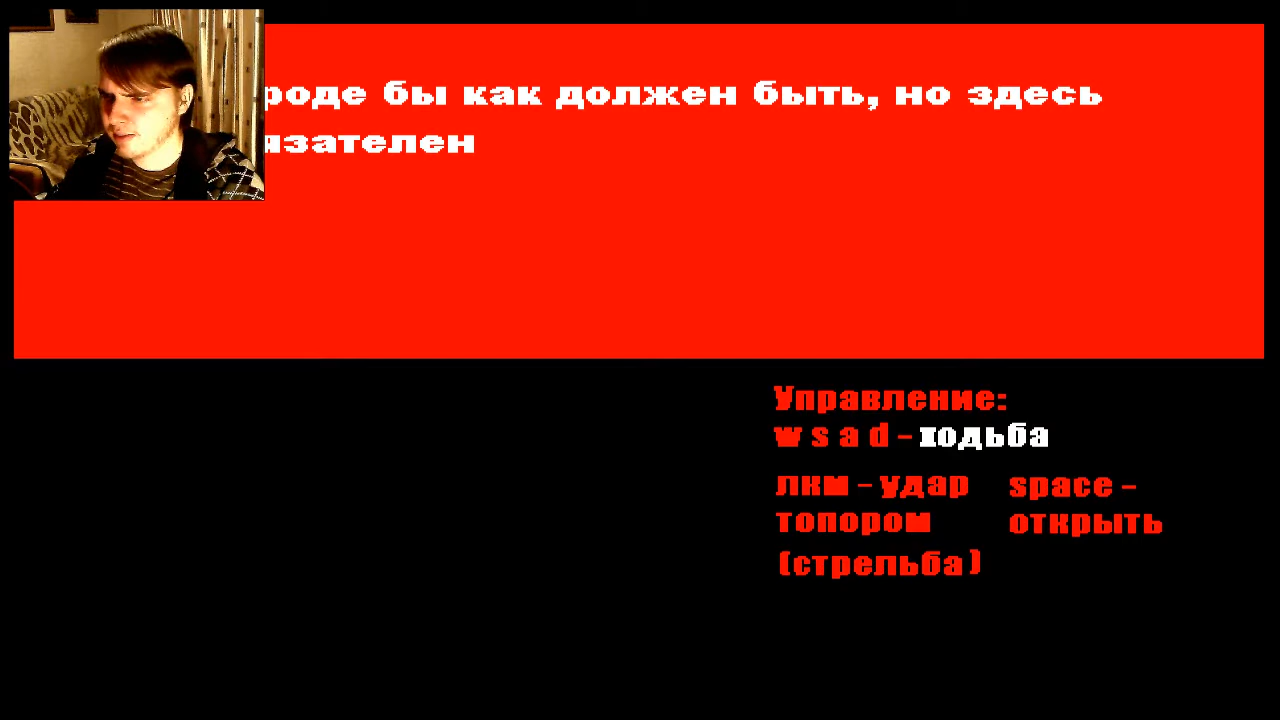 роде бы как должен быть, но здесь
язателен
Управление:
w s a d - ходьба
лкм - удар
топором
(стрельба)
space -
открыть